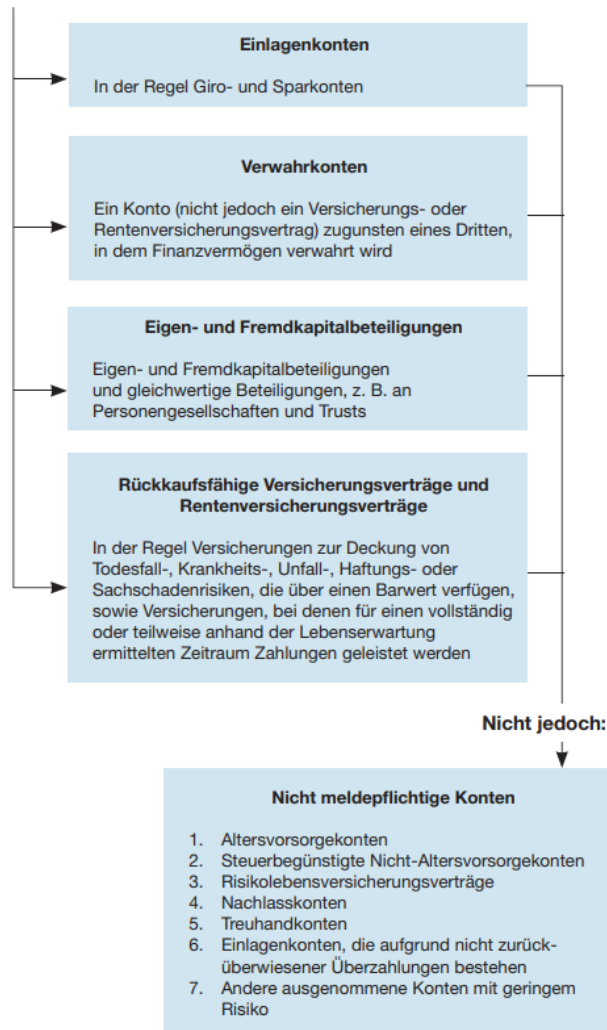 Einlagenkonten
In der Regel Giro- und Sparkonten
Verwahrkonten
Ein Konto (nicht jedoch ein Versicherungs- oder
Rentenversicherungsvertrag) zugunsten eines Dritten,
in dem Finanzvermögen verwahrt wird
Eigen- und Fremdkapitalbeteiligungen
Eigen- und Fremdkapitalbeteiligungen
und gleichwertige Beteiligungen, z. B. an
Personengesellschaften und Trusts
Rückkaufsfähige Versicherungsverträge und
Rentenversicherungsverträge
In der Regel Versicherungen zur Deckung von
Todesfall-, Krankheits-, Unfall-, Haftungs- oder
Sachschadenrisiken, die über einen Barwert verfügen,
sowie Versicherungen, bei denen für einen vollständig
oder teilweise anhand der Lebenserwartung
ermittelten Zeitraum Zahlungen geleistet werden
Nicht jedoch:
Nicht meldepflichtige Konten
1. Altersvorsorgekonten
2. Steuerbegünstigte Nicht-Altersvorsorgekonten
3. Risikolebensversicherungsverträge
4. Nachlasskonten
5. Treuhandkonten
6. Einlagenkonten, die aufgrund nicht zurück-
überwiesener Überzahlungen bestehen
7. Andere ausgenommene Konten mit geringem
Risiko